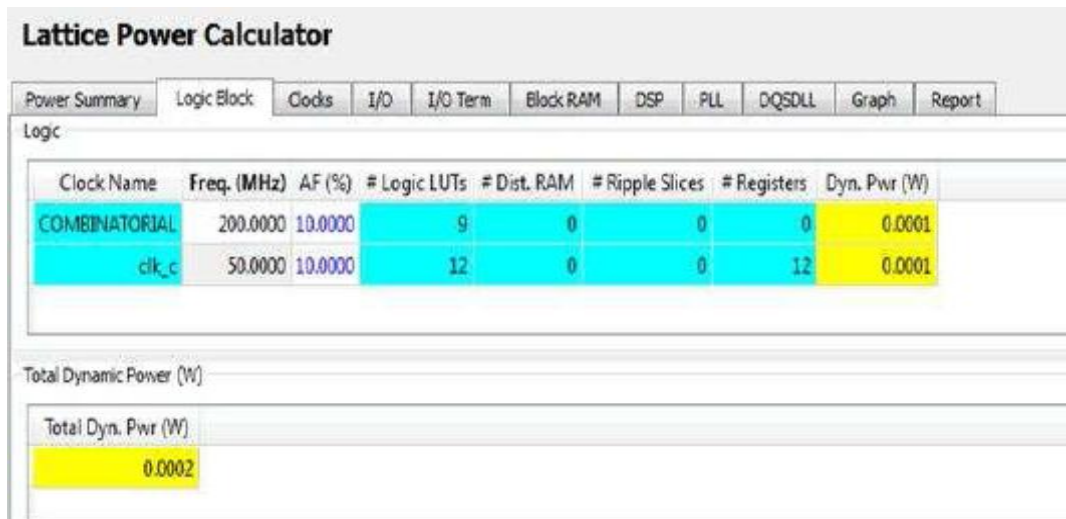 Lattice Power Calculator
Power Summary Logic Block Clocks I/O I/O Term Block RAM DSP PLL DQSDLL Graph Report
Logic
Clock Name Freq. (MHz) AF (%) # Logic LUTs # Dist. RAM # Ripple Slices # Registers Dyn. Pwr (W)
COMBINATORIAL 200.0000 10.0000 9 0 0 0 0.0001
clk_c 50.0000 10.0000 12 0 0 12 0.0001
Total Dynamic Power (W)
Total Dyn. Pwr (W)
0.0002